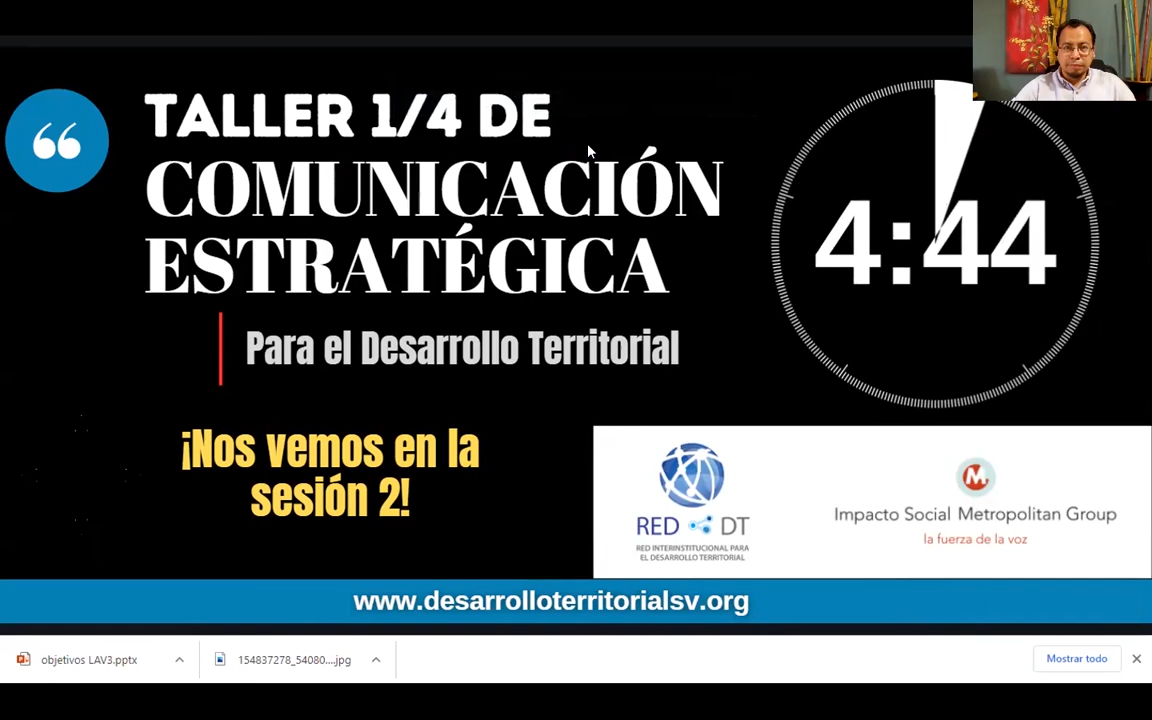 TALLER 1/4 DE
COMUNICACIÓN
ESTRATÉGICA
Para el Desarrollo Territorial
4:44
¡Nos vemos en la
sesión 2!
RED DT
RED INTERINSTITUCIONAL PARA
EL DESARROLLO TERRITORIAL
M
Impacto Social Metropolitan Group
la fuerza de la voz
www.desarrolloterritorialsv.org
objetivos LAV3.pptx
154837278_54080....jpg
Mostrar todo